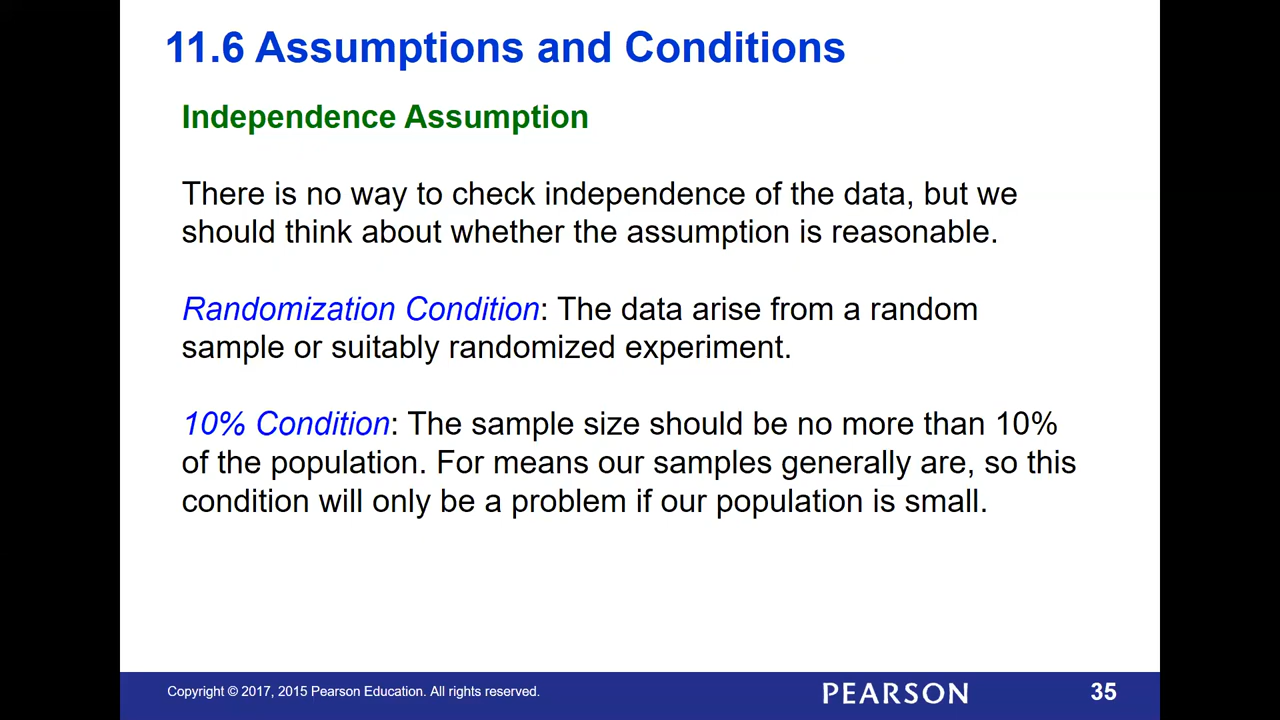 11.6 Assumptions and Conditions
Independence Assumption
There is no way to check independence of the data, but we
should think about whether the assumption is reasonable.
Randomization Condition: The data arise from a random
sample or suitably randomized experiment.
10% Condition: The sample size should be no more than 10%
of the population. For means our samples generally are, so this
condition will only be a problem if our population is small.
Copyright © 2017, 2015 Pearson Education. All rights reserved.
PEARSON
35